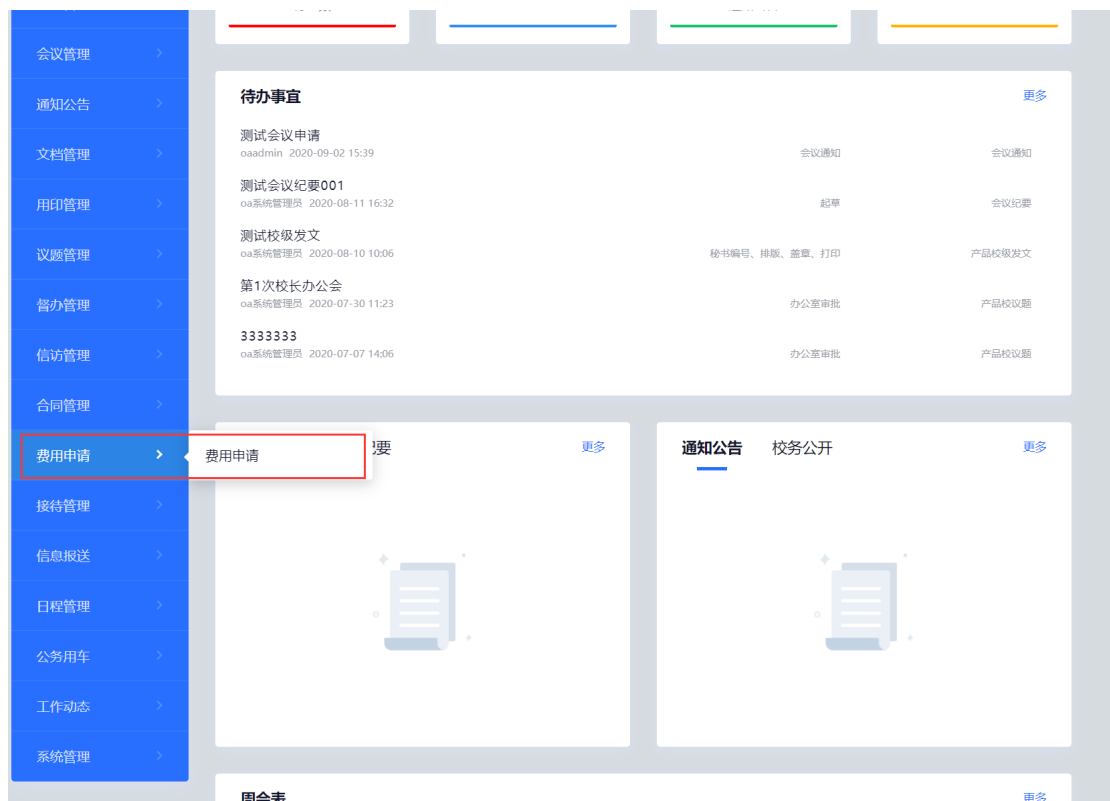 会议管理
通知公告
文档管理
用印管理
议题管理
督办管理
信访管理
合同管理
费用申请
接待管理
信息报送
日程管理
公务用车
工作动态
系统管理
费用申请
待办事宜 更多
测试会议申请
oaadmin 2020-09-02 15:39 会议通知 会议通知
测试会议纪要001
oa系统管理员 2020-08-11 16:32 起草 会议纪要
测试校级发文
oa系统管理员 2020-08-10 10:06 秘书编号、排版、盖章、打印 产品校级发文
第1次校长办公会
oa系统管理员 2020-07-30 11:23 办公室审批 产品校议题
3333333
oa系统管理员 2020-07-07 14:06 办公室审批 产品校议题
要 更多
通知公告 校务公开 更多
周会表 更多